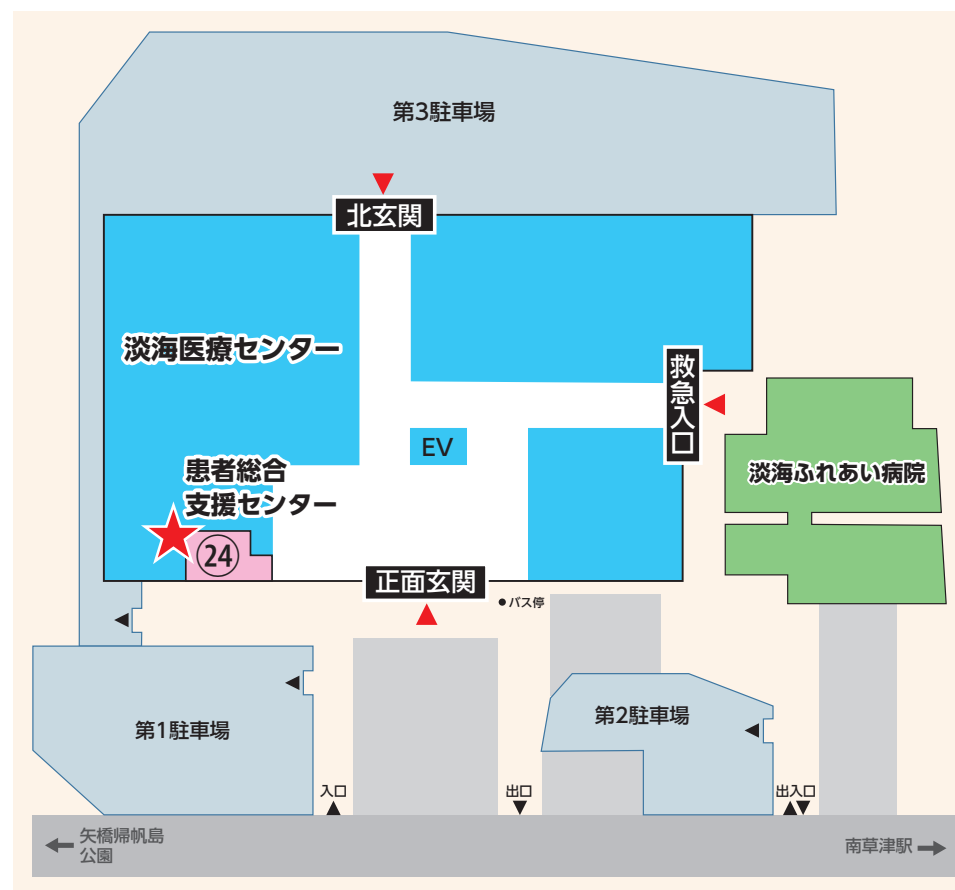 第3駐車場
北玄関
淡海医療センター
救急入口
EV
患者総合
支援センター
淡海ふれあい病院
24
正面玄関
●バス停
第1駐車場
第2駐車場
入口
出口
出入口
矢橋帰帆島
公園
南草津駅